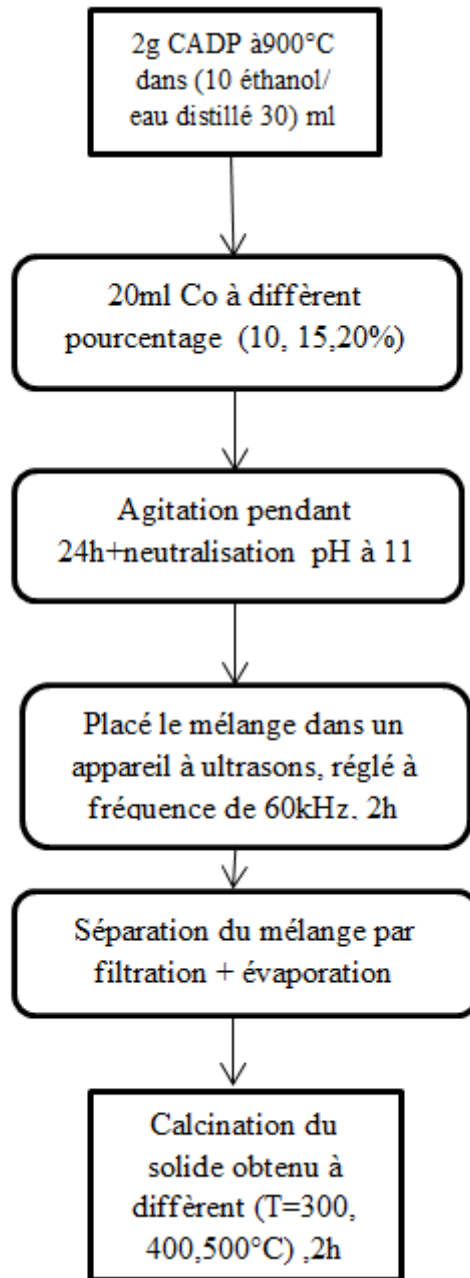 2g CADP à900°C
dans (10 éthanol/
eau distillé 30) ml
20ml Co à diffèrent
pourcentage (10, 15,20%)
Agitation pendant
24h+neutralisation pH à 11
Placé le mélange dans un
appareil à ultrasons, réglé à
fréquence de 60kHz, 2h
Séparation du mélange par
filtration + évaporation
Calcination du
solide obtenu à
diffèrent (T=300,
400,500°C) ,2h